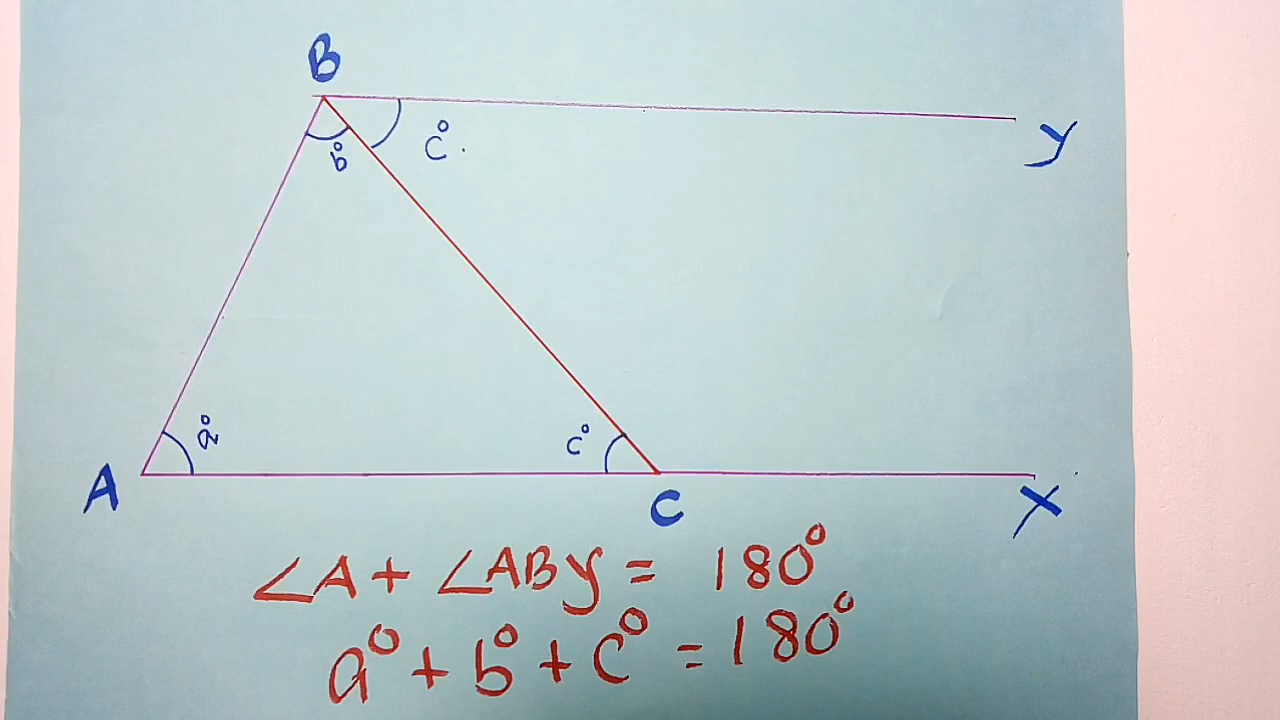 B
y
b° c°.
a° c°
A C X
∠A + ∠ABY = 180°
a° + b° + c° = 180°